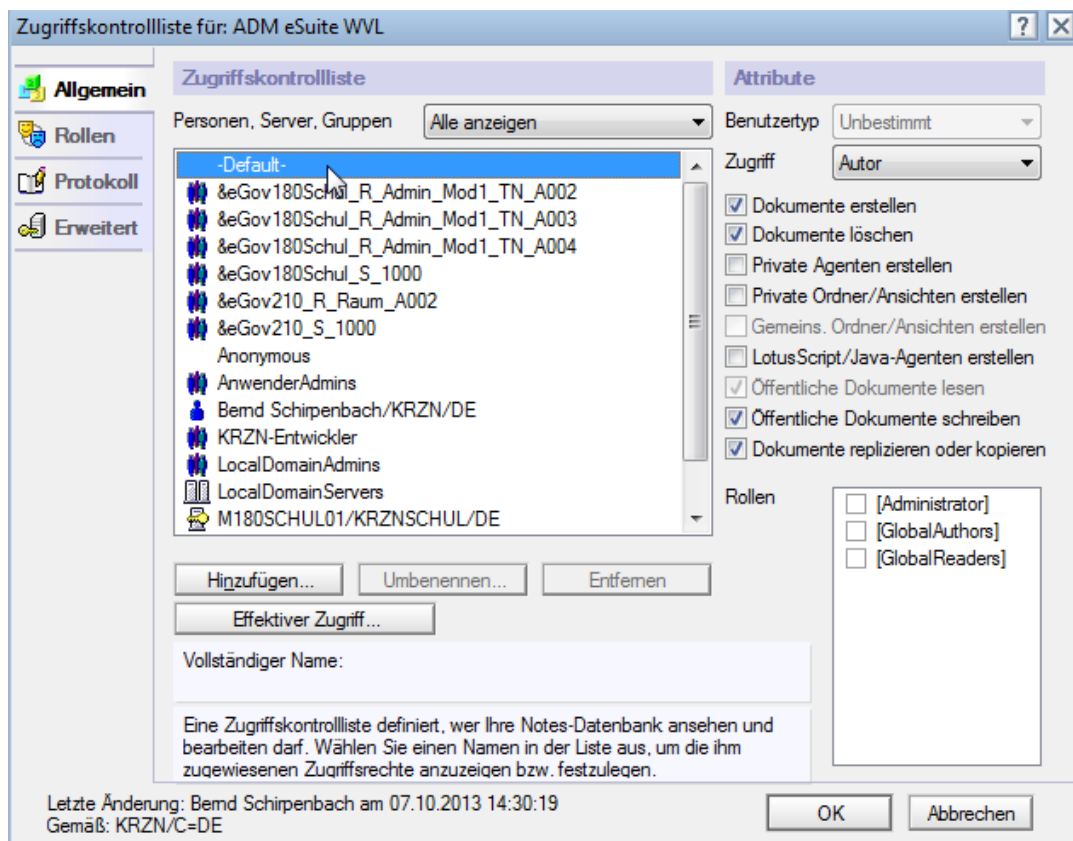 Zugriffskontrollliste für: ADM eSuite WVL
Allgemein
Rollen
Protokoll
Erweitert
Zugriffskontrollliste
Personen, Server, Gruppen
Alle anzeigen
-Default-
&eGov180Schul_R_Admin_Mod1_TN_A002
&eGov180Schul_R_Admin_Mod1_TN_A003
&eGov180Schul_R_Admin_Mod1_TN_A004
&eGov180Schul_S_1000
&eGov210_R_Raum_A002
&eGov210_S_1000
Anonymous
AnwenderAdmins
Bernd Schirpenbach/KRZN/DE
KRZN-Entwickler
LocalDomainAdmins
LocalDomainServers
M180SCHUL01/KRZNSCHUL/DE
Hinzufügen...
Umbenennen...
Entfernen
Effektiver Zugriff...
Vollständiger Name:
Eine Zugriffskontrollliste definiert, wer Ihre Notes-Datenbank ansehen und
bearbeiten darf. Wählen Sie einen Namen in der Liste aus, um die ihm
zugewiesenen Zugriffsrechte anzuzeigen bzw. festzulegen.
Attribute
Benutzertyp
Unbestimmt
Zugriff
Autor
Dokumente erstellen
Dokumente löschen
Private Agenten erstellen
Private Ordner/Ansichten erstellen
Gemeins. Ordner/Ansichten erstellen
LotusScript/Java-Agenten erstellen
Öffentliche Dokumente lesen
Öffentliche Dokumente schreiben
Dokumente replizieren oder kopieren
Rollen
[Administrator]
[GlobalAuthors]
[GlobalReaders]
Letzte Änderung: Bernd Schirpenbach am 07.10.2013 14:30:19
Gemäß: KRZN/C=DE
OK
Abbrechen